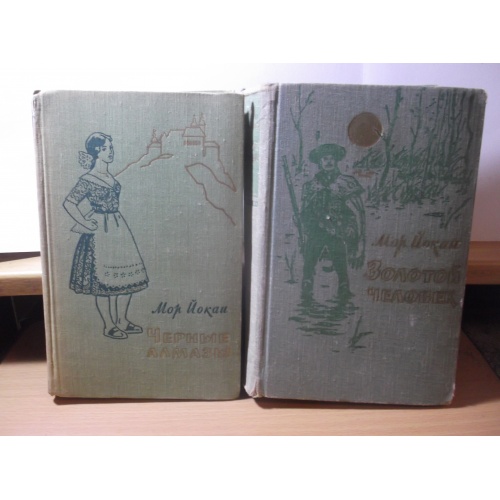 Мор Йокаи
Черные
алмазы
Мор Йокаи
Золотой
человек